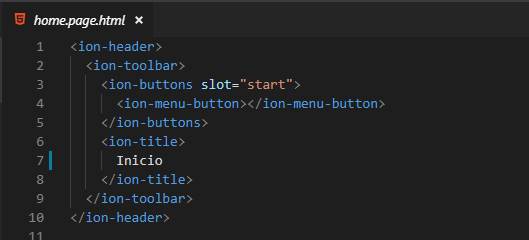 home.page.html ×
1 <ion-header>
2   <ion-toolbar>
3     <ion-buttons slot="start">
4       <ion-menu-button></ion-menu-button>
5     </ion-buttons>
6     <ion-title>
7       Inicio
8     </ion-title>
9   </ion-toolbar>
10 </ion-header>
11